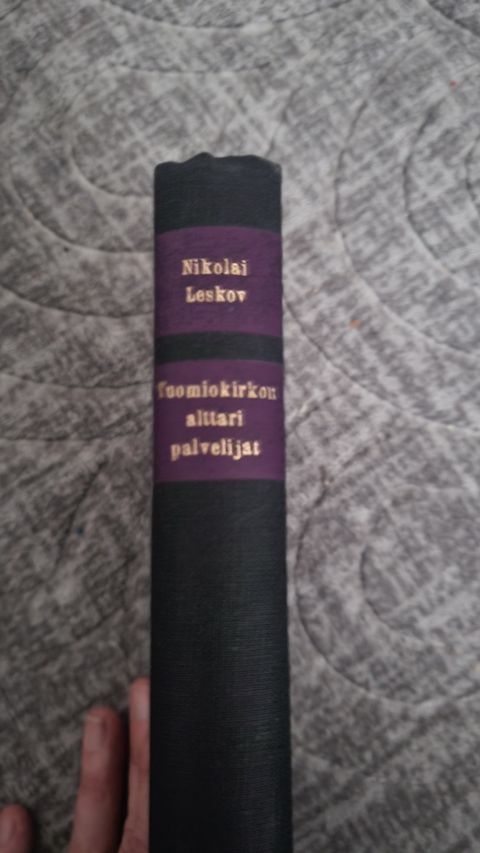 Nikolai
Leskov
Tuomiokirkon
alttari
palvelijat